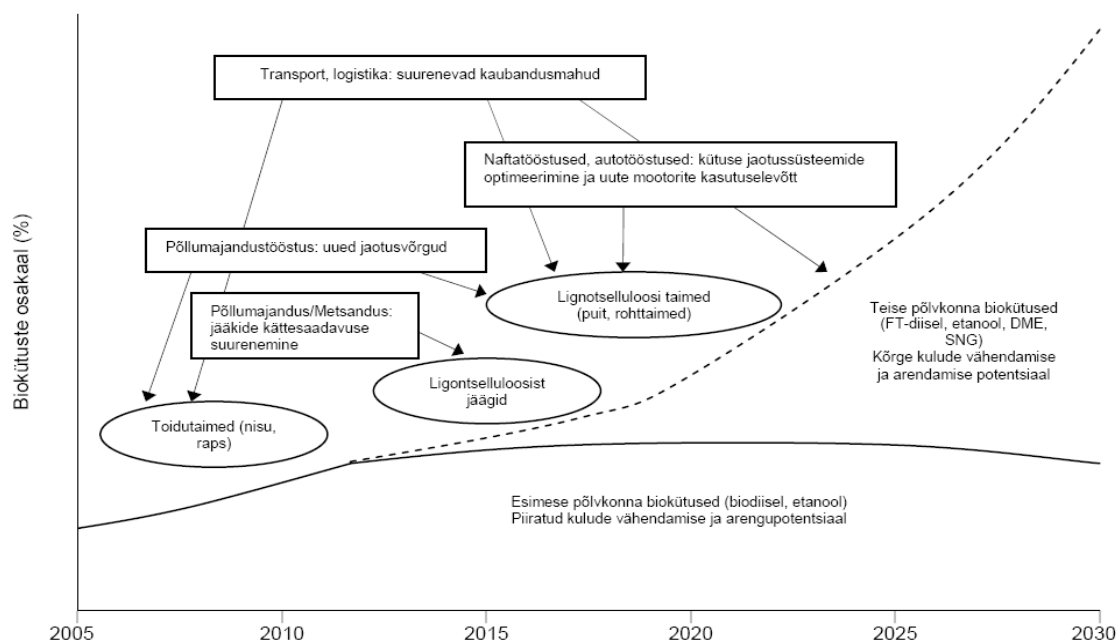 Transport, logistika: suurenevad kaubandusmahud
Naftatööstused, autotööstused: kütuse jaotussüsteemide
optimeerimine ja uute mootorite kasutuselevõtt
Põllumajandustööstus: uued jaotusvõrgud
Põllumajandus/Metsandus:
jääkide kättesaadavuse
suurenemine
Lignotselluloosi taimed
(puit, rohttaimed)
Ligontselluloosist
jäägid
Toidutaimed (nisu,
raps)
Teise põlvkonna biokütused
(FT-diisel, etanool, DME,
SNG)
Kõrge kulude vähendamise
ja arendamise potentsiaal
Esimese põlvkonna biokütused (biodiisel, etanool)
Piiratud kulude vähendamise ja arengupotentsiaal
Biokütuste osakaal (%)
2005 2010 2015 2020 2025 2030